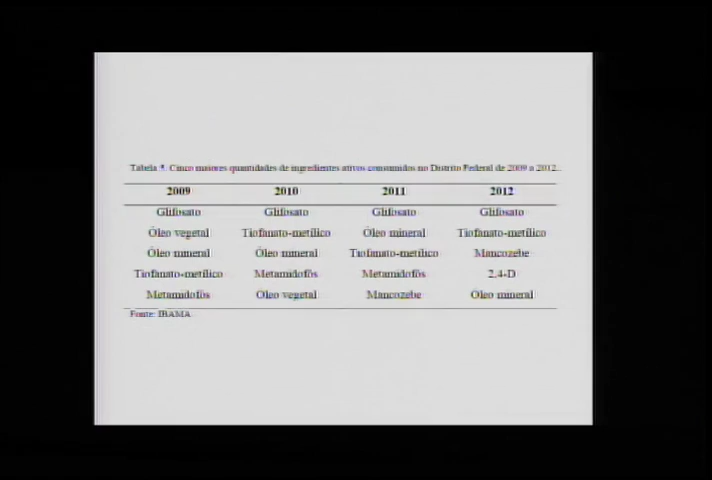 Tabela *. Cinco maiores quantidades de ingredientes ativos consumidos no Distrito Federal de 2009 a 2012.
2009 2010 2011 2012
Glifosato Glifosato Glifosato Glifosato
Óleo vegetal Tiofanato-metílico Óleo mineral Tiofanato-metílico
Óleo mineral Óleo mineral Tiofanato-metílico Mancozebe
Tiofanato-metílico Metamidofós Metamidofós 2,4-D
Metamidofós Óleo vegetal Mancozebe Óleo mineral
Fonte: IBAMA.